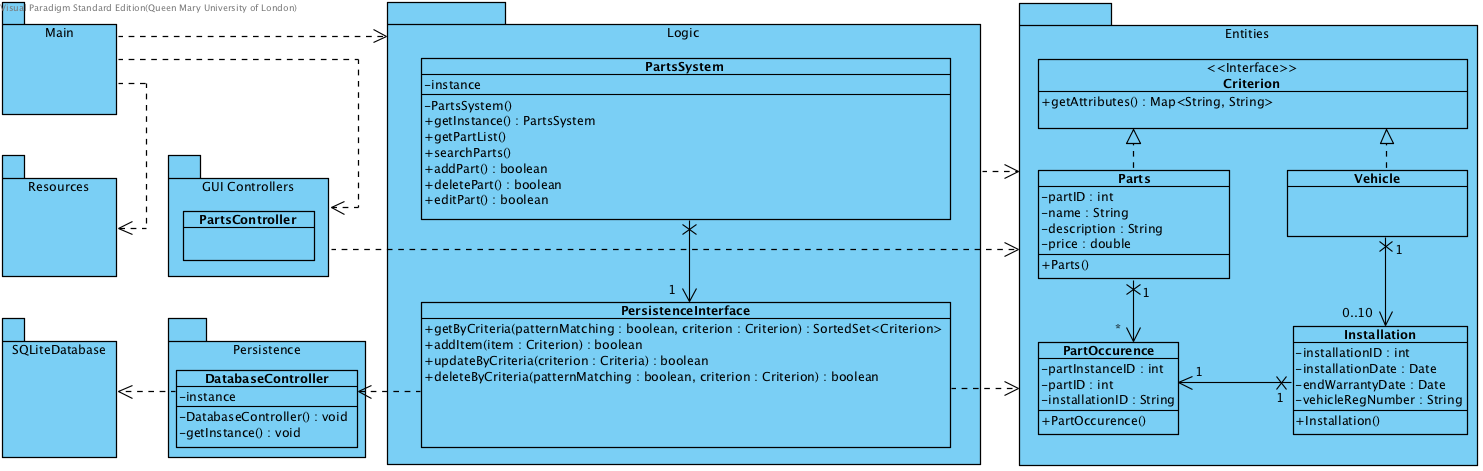 Visual Paradigm Standard Edition(Queen Mary University of London)
Main
Resources
GUI Controllers
PartsController
SQLiteDatabase
Persistence
DatabaseController
-instance
-DatabaseController() : void
-getInstance() : void
Logic
PartsSystem
-instance
-PartsSystem()
+getInstance() : PartsSystem
+getPartList()
+searchParts()
+addPart() : boolean
+deletePart() : boolean
+editPart() : boolean
1
PersistenceInterface
+getByCriteria(patternMatching : boolean, criterion : Criterion) : SortedSet<Criterion>
+addItem(item : Criterion) : boolean
+updateByCriteria(criterion : Criteria) : boolean
+deleteByCriteria(patternMatching : boolean, criterion : Criterion) : boolean
Entities
<<Interface>>
Criterion
+getAttributes() : Map<String, String>
Parts
-partID : int
-name : String
-description : String
-price : double
+Parts()
Vehicle
1
*
1
0..10
PartOccurence
-partInstanceID : int
-partID : int
-installationID : String
+PartOccurence()
1
1
Installation
-installationID : int
-installationDate : Date
-endWarrantyDate : Date
-vehicleRegNumber : String
+Installation()